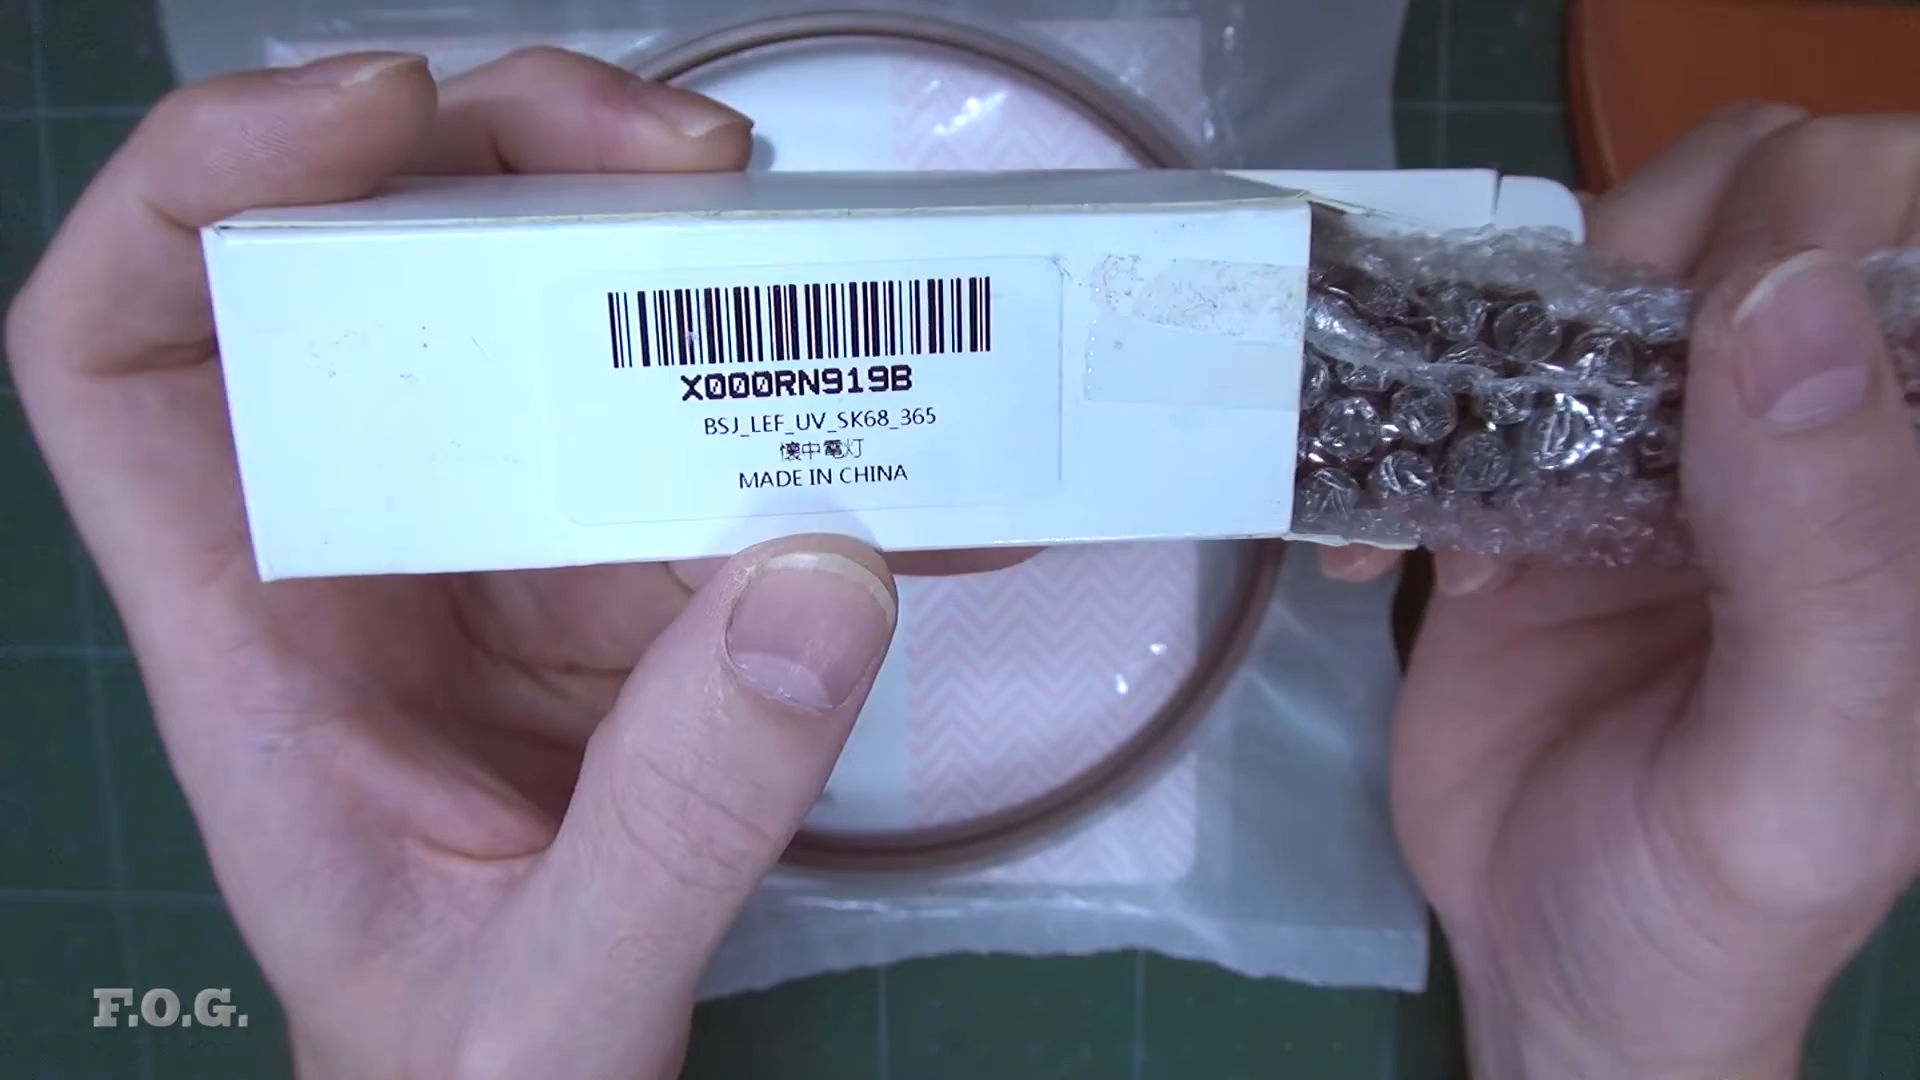 X000RN919B
BSJ_LEF_UV_SK68_365
懐中電灯
MADE IN CHINA
F.O.G.